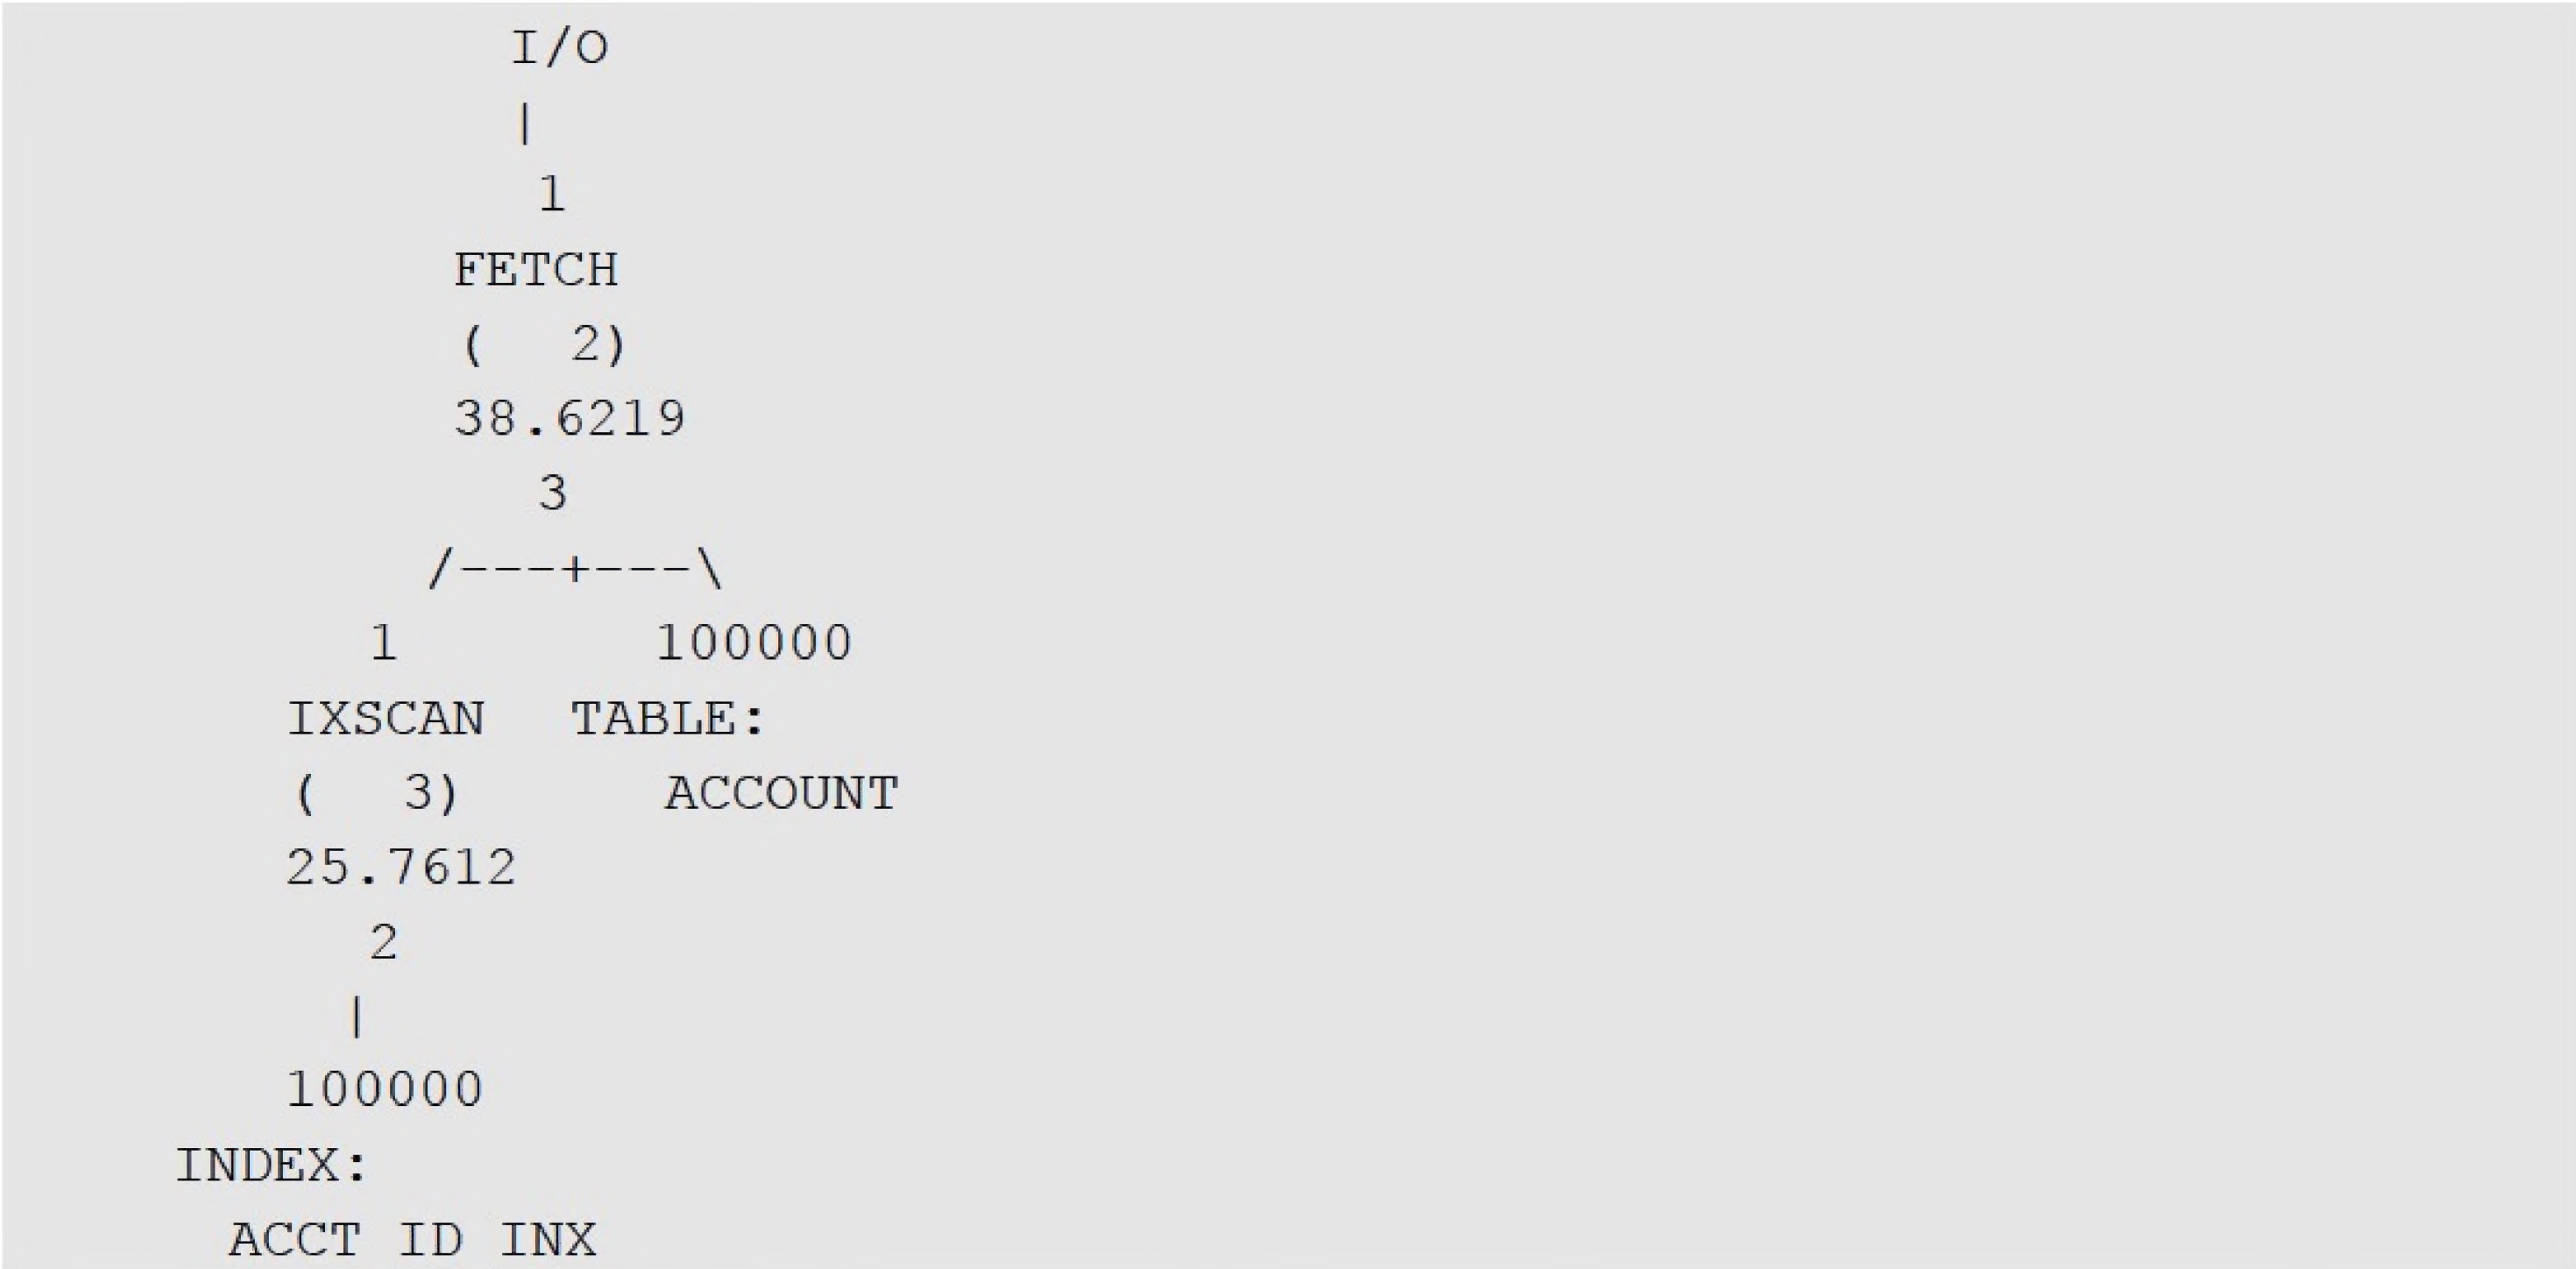 I/O
|
1
FETCH
(   2)
38.6219
3
/---+---\
1        100000
IXSCAN   TABLE:
(   3)      ACCOUNT
25.7612
2
|
100000
INDEX:
ACCT ID INX